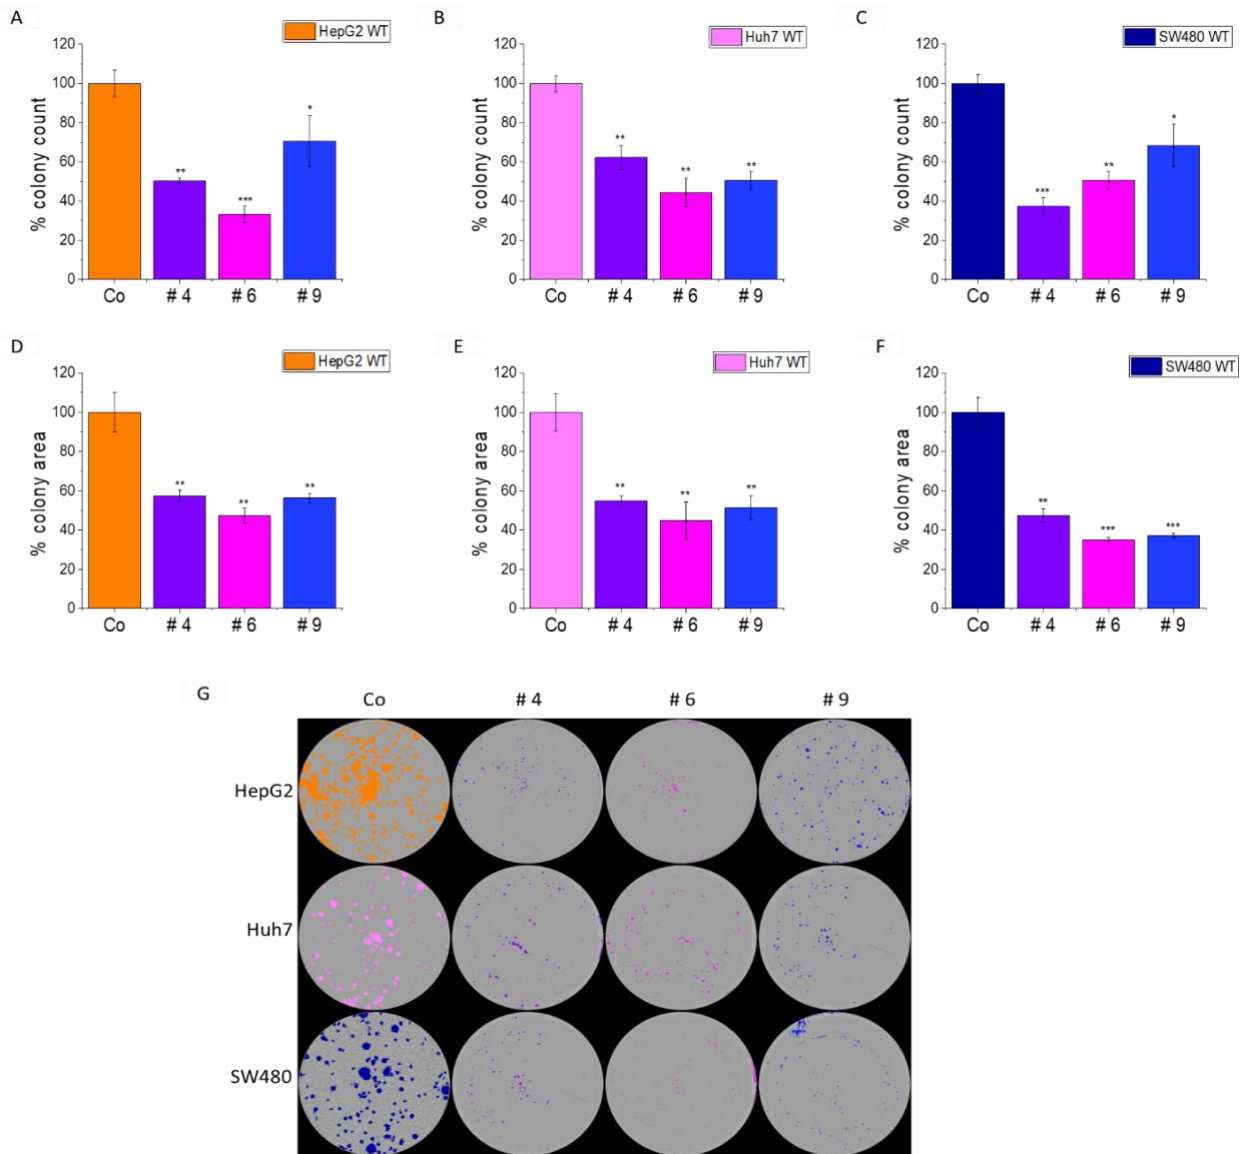 A
HepG2 WT
% colony count
120
100
80
60
40
20
0
**
***
*
Co # 4 # 6 # 9
B
Huh7 WT
% colony count
120
100
80
60
40
20
0
**
**
**
Co # 4 # 6 # 9
C
SW480 WT
% colony count
120
100
80
60
40
20
0
***
**
*
Co # 4 # 6 # 9
D
HepG2 WT
% colony area
120
100
80
60
40
20
0
**
**
**
Co # 4 # 6 # 9
E
Huh7 WT
% colony area
120
100
80
60
40
20
0
**
**
**
Co # 4 # 6 # 9
F
SW480 WT
% colony area
120
100
80
60
40
20
0
**
***
***
Co # 4 # 6 # 9
G
Co # 4 # 6 # 9
HepG2
Huh7
SW480